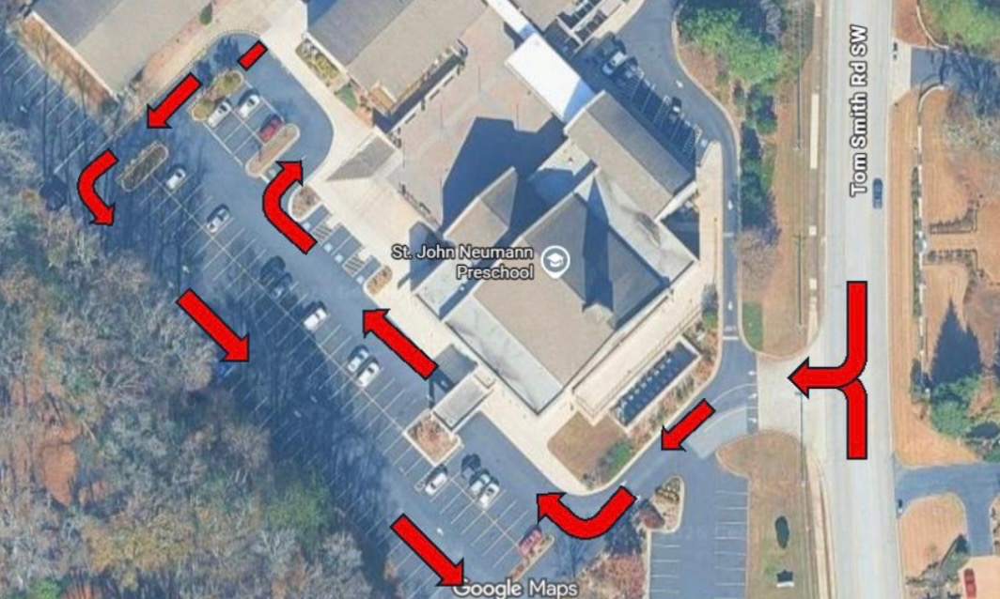 Tom Smith Rd SW
St. John Neumann
Preschool
Google Maps